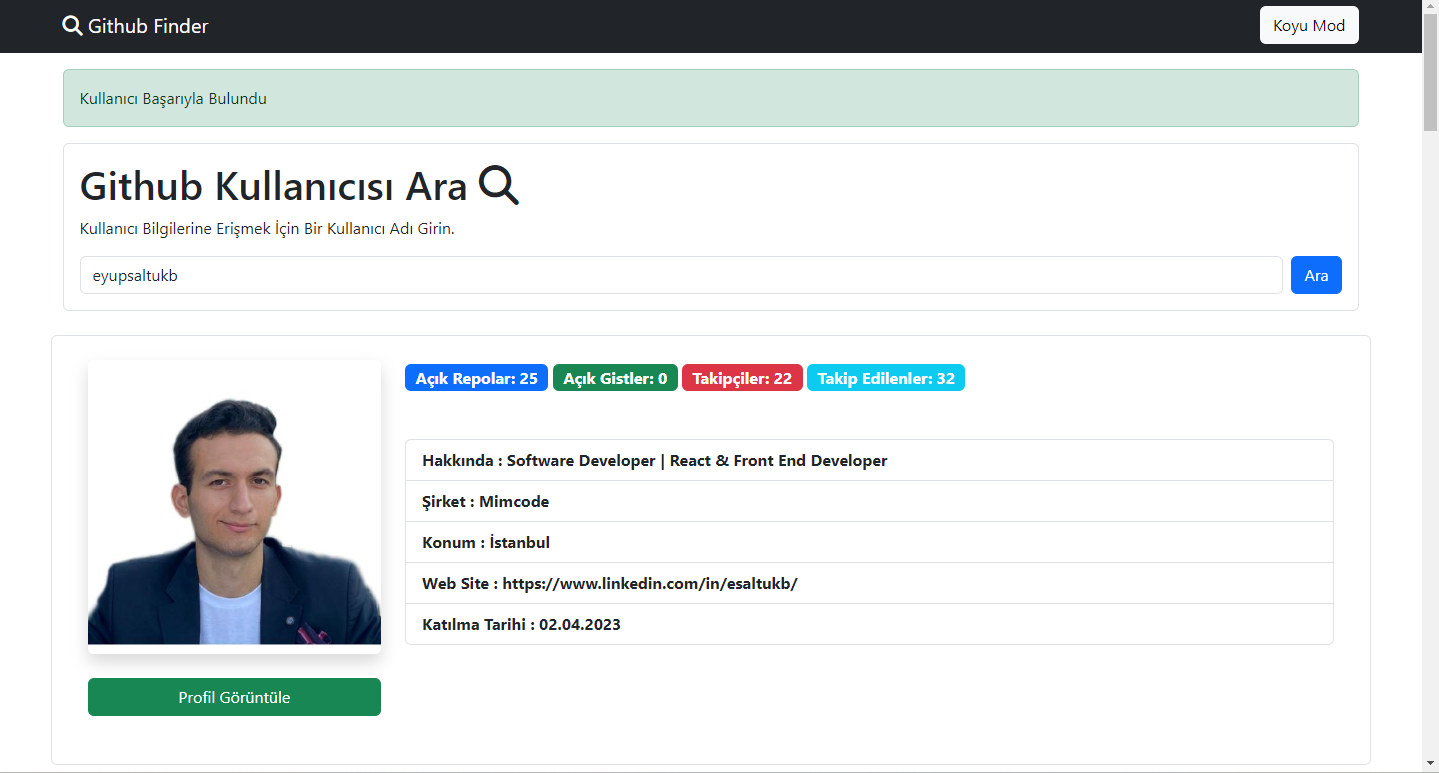 Github Finder
Koyu Mod
Kullanıcı Başarıyla Bulundu
Github Kullanıcısı Ara
Kullanıcı Bilgilerine Erişmek İçin Bir Kullanıcı Adı Girin.
eyupsaltukb
Ara
Açık Repolar: 25 Açık Gistler: 0 Takipçiler: 22 Takip Edilenler: 32
Hakkında : Software Developer | React & Front End Developer
Şirket : Mimcode
Konum : İstanbul
Web Site : https://www.linkedin.com/in/esaltukb/
Katılma Tarihi : 02.04.2023
Profil Görüntüle